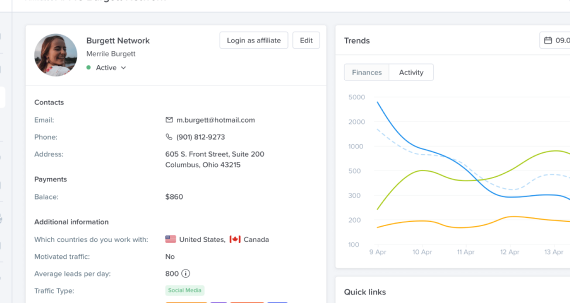 Burgett Network
Login as affiliate
Edit
Merrile Burgett
Active
Contacts
Email: m.burgett@hotmail.com
Phone: (901) 812-9273
Address: 605 S. Front Street, Suite 200
Columbus, Ohio 43215
Payments
Balace: $860
Additional information
Which countries do you work with: United States, Canada
Motivated traffic: No
Average leads per day: 800
Traffic Type: Social Media
Trends
09.0
Finances Activity
5000
2000
1000
500
300
200
100
9 Apr 10 Apr 11 Apr 12 Apr 13 Apr
Quick links